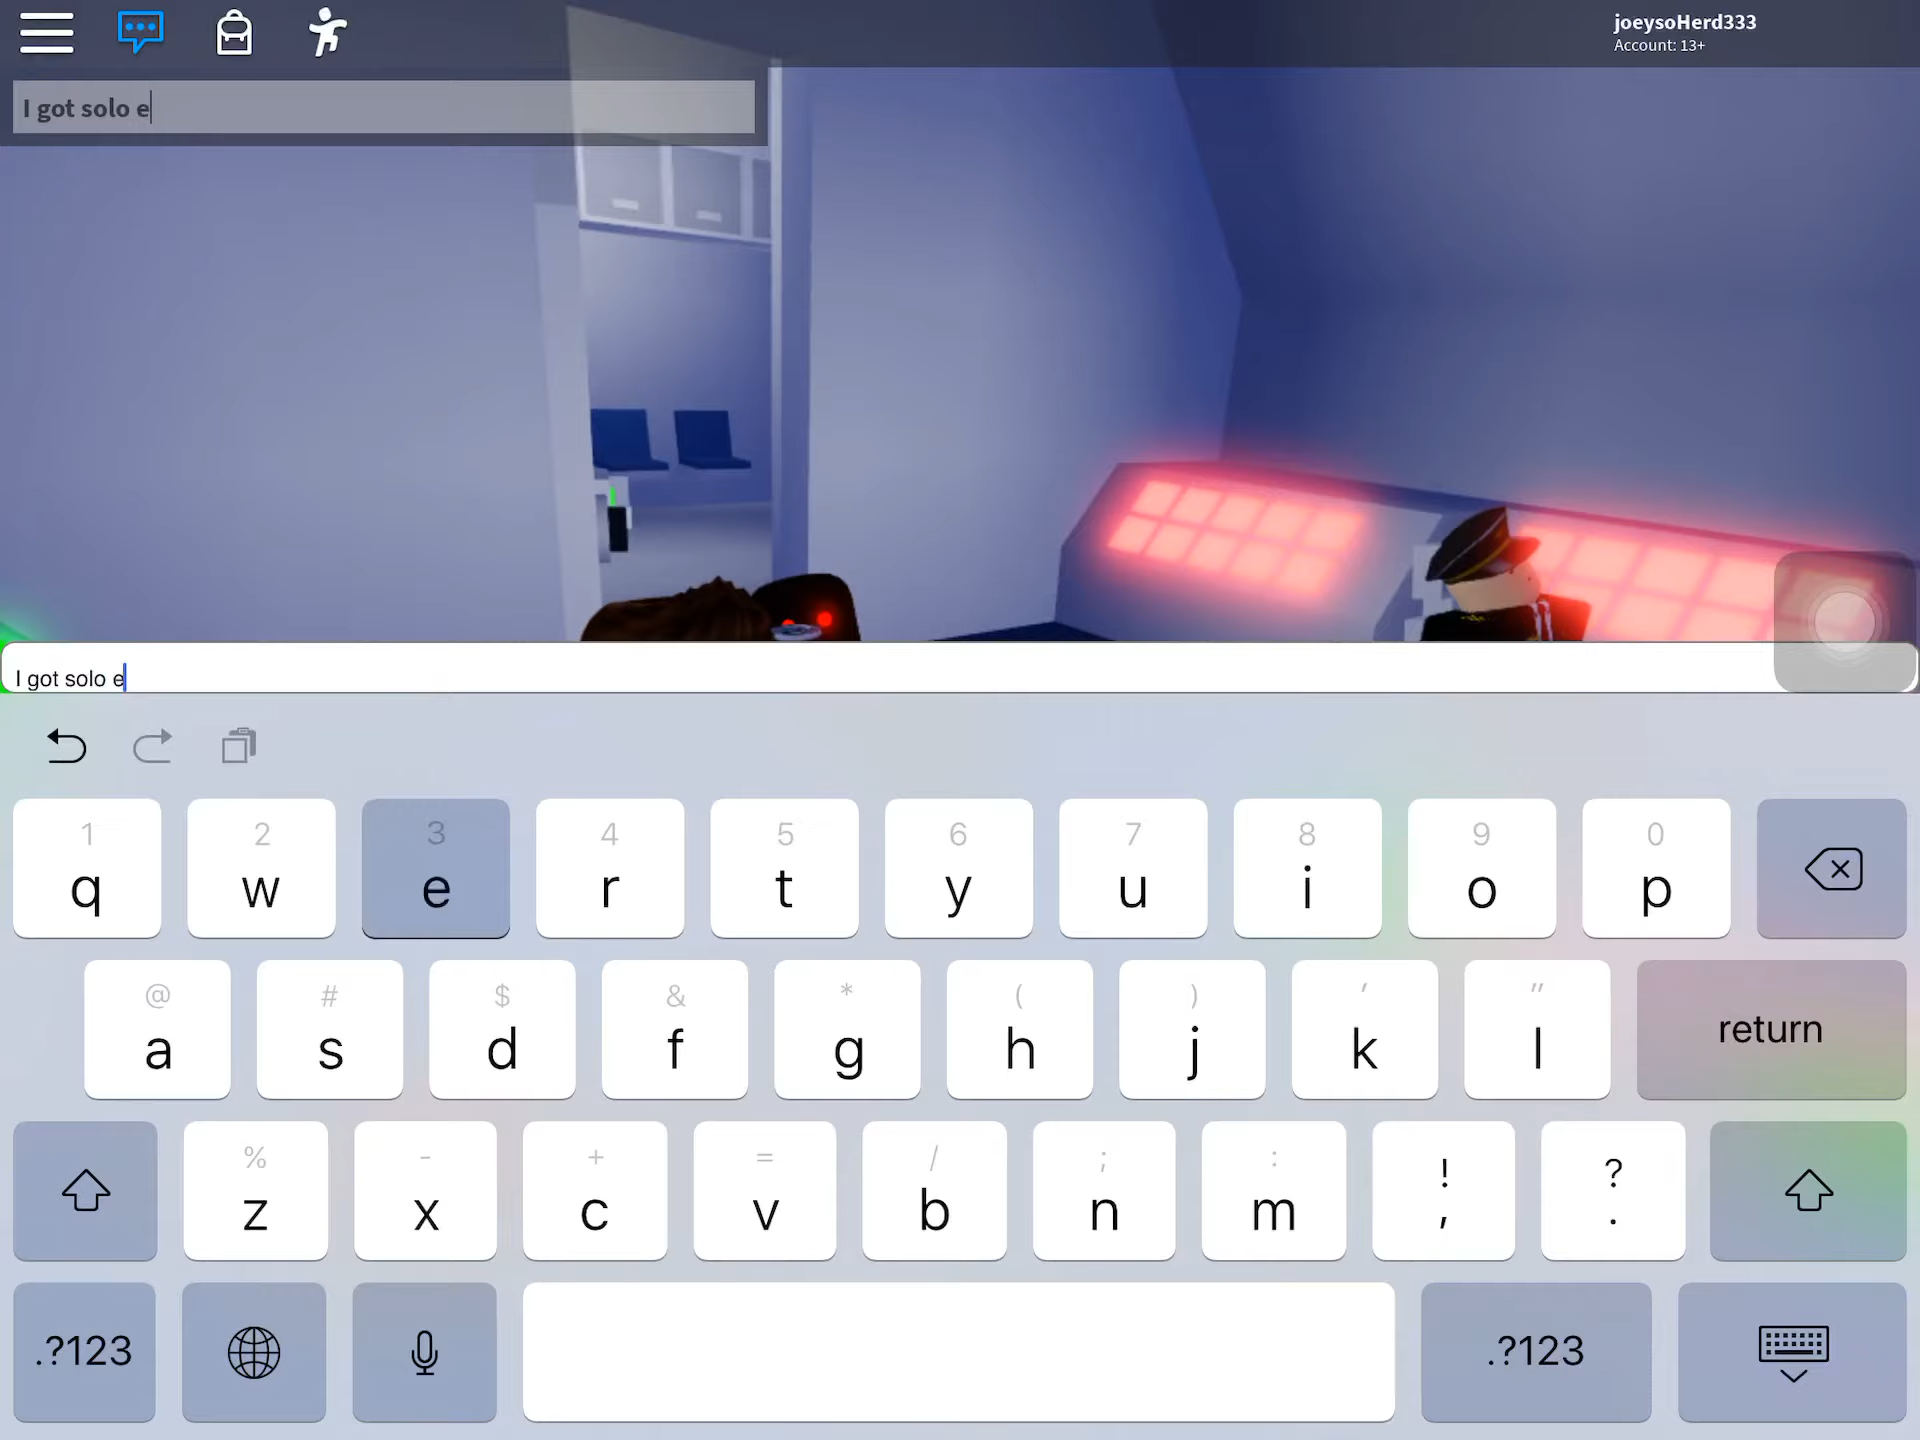 joeysoHerd333
Account: 13+
I got solo e
I got solo e
1 2 3 4 5 6 7 8 9 0
q w e r t y u i o p
@ # $ & * ( ) ' "
a s d f g h j k l return
% - + = / ; : ! ?
z x c v b n m , .
.?123 .?123